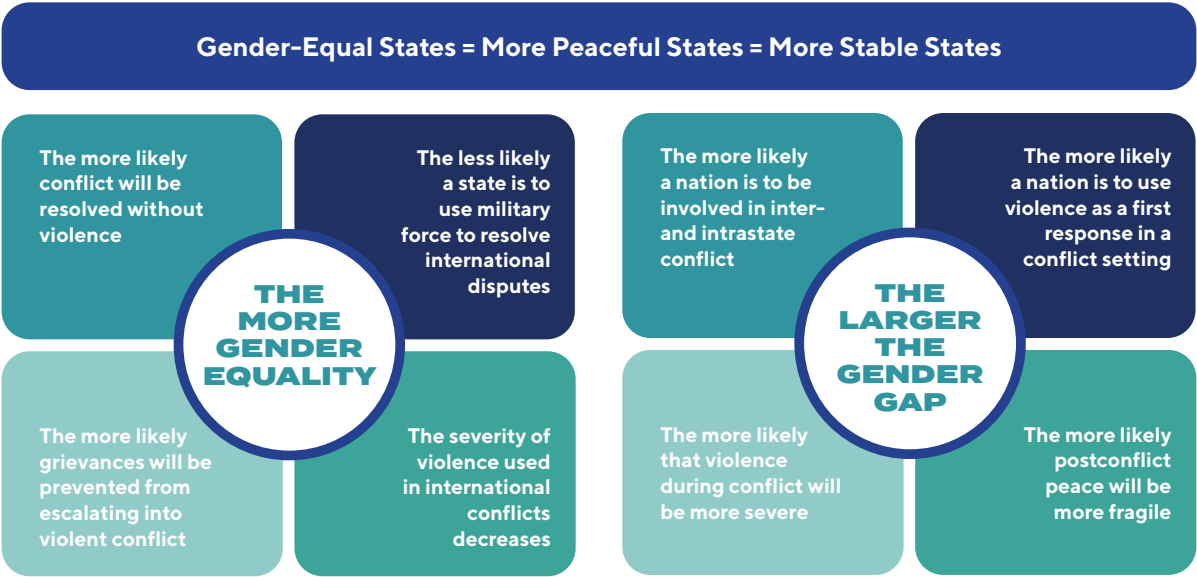 Gender-Equal States = More Peaceful States = More Stable States
The more likely
conflict will be
resolved without
violence
The less likely
a state is to
use military
force to resolve
international
disputes
THE
MORE
GENDER
EQUALITY
The more likely
grievances will be
prevented from
escalating into
violent conflict
The severity of
violence used
in international
conflicts
decreases
The more likely
a nation is to be
involved in inter-
and intrastate
conflict
The more likely
a nation is to use
violence as a first
response in a
conflict setting
THE
LARGER
THE
GENDER
GAP
The more likely
that violence
during conflict will
be more severe
The more likely
postconflict
peace will be
more fragile